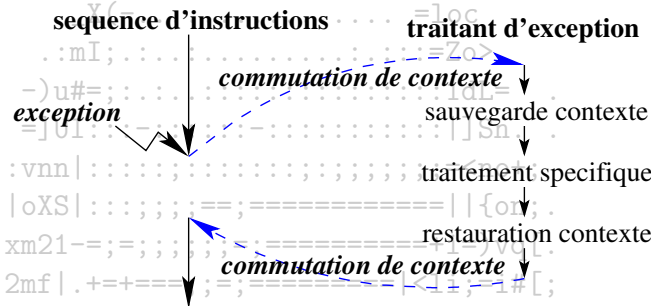 sequence d'instructions
traitant d'exception
commutation de contexte
exception
sauvegarde contexte
traitement specifique
restauration contexte
commutation de contexte